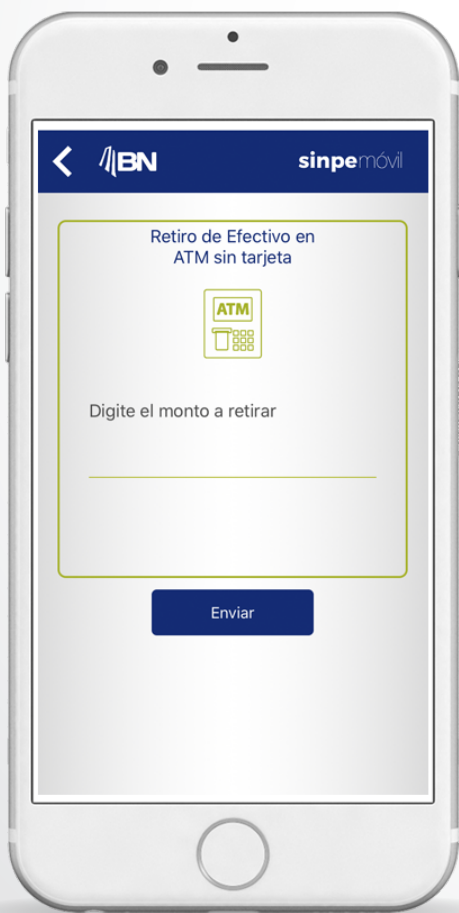 BN
sinpemóvil
Retiro de Efectivo en
ATM sin tarjeta
ATM
Digite el monto a retirar
Enviar